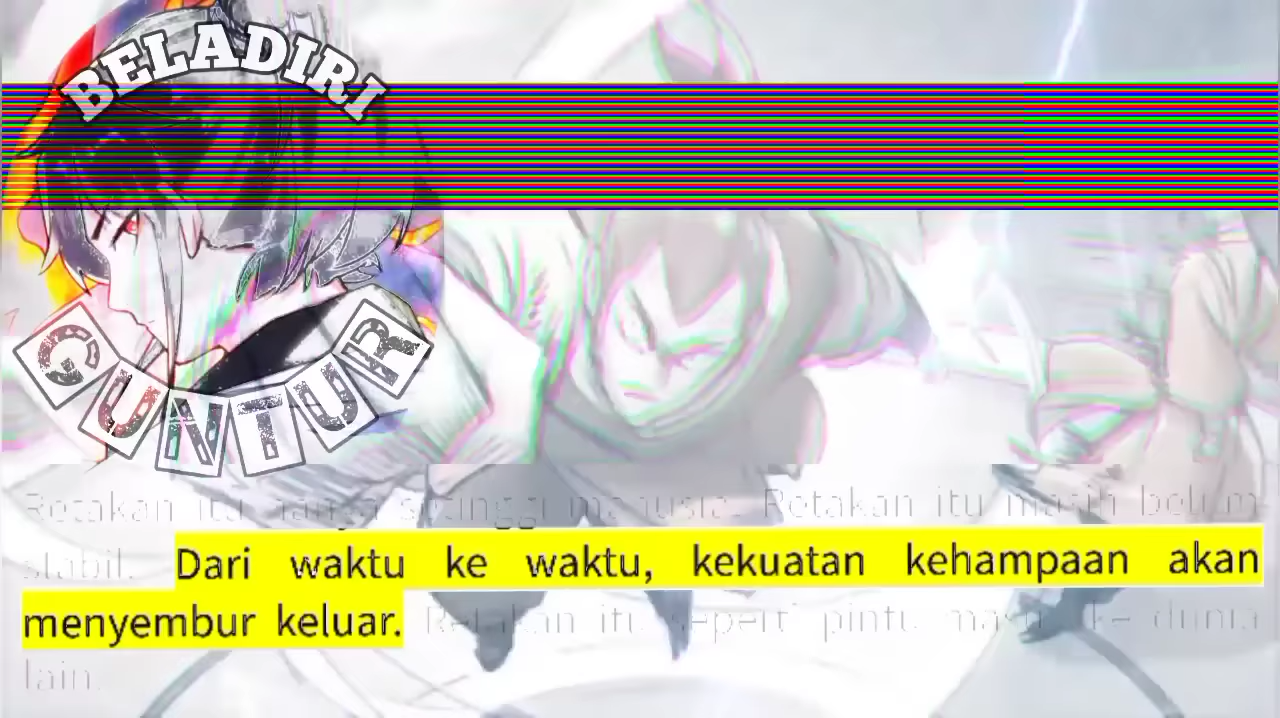 BELADIRI
GUNTUR
Retakan itu hanya setinggi manusia. Retakan itu masih belum
stabil. Dari waktu ke waktu, kekuatan kehampaan akan
menyembur keluar. Retakan itu seperti pintu masuk ke dunia
lain.